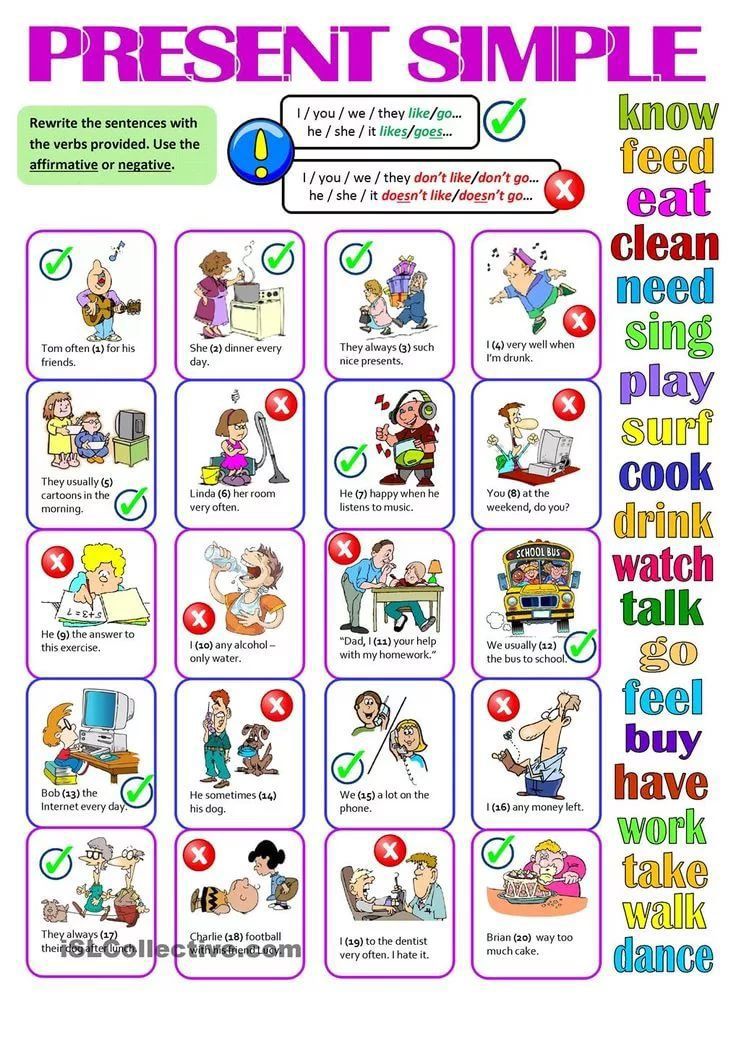 PRESENT SIMPLE
Rewrite the sentences with
the verbs provided. Use the
affirmative or negative.
I / you / we / they like/go...
he / she / it likes/goes...
I / you / we / they don't like/don't go...
he / she / it doesn't like/doesn't go...
X
know
feed
eat
clean
need
sing
play
surf
cook
drink
watch
talk
go
feel
buy
have
work
take
walk
dance
Tom often (1) for his
friends.
She (2) dinner every
day.
They always (3) such
nice presents.
X
I (4) very well when
I'm drunk.
They usually (5)
cartoons in the
morning.
X
Linda (6) her room
very often.
He (7) happy when he
listens to music.
X
You (8) at the
weekend, do you?
X
5+3=?
He (9) the answer to
this exercise.
X
I (10) any alcohol –
only water.
X
"Dad, I (11) your help
with my homework."
SCHOOL BUS
We usually (12)
the bus to school.
Bob (13) the
Internet every day.
X
He sometimes (14)
his dog.
We (15) a lot on the
phone.
X
I (16) any money left.
They always (17)
their dog after lunch.
X
Charlie (18) football
with his friend Lucy.
X
I (19) to the dentist
very often. I hate it.
Brian (20) way too
much cake.
iSLCollective.com